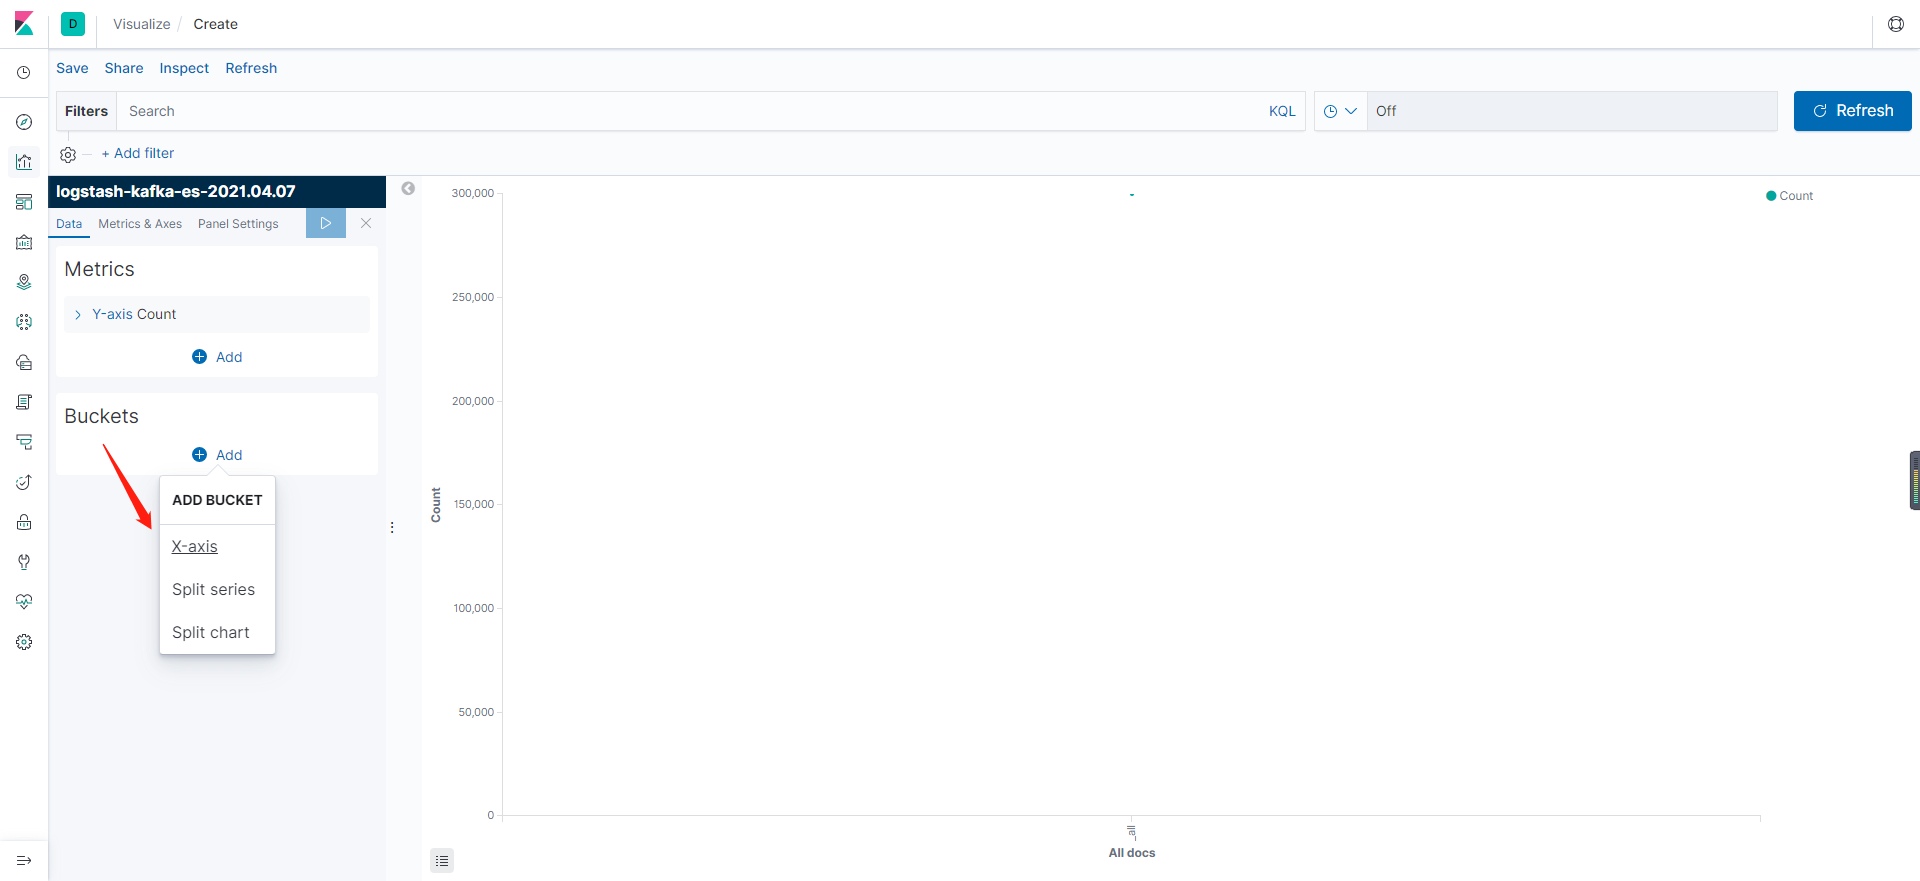 D Visualize / Create
Save Share Inspect Refresh
Filters Search KQL Off Refresh
+ Add filter
logstash-kafka-es-2021.04.07
Data Metrics & Axes Panel Settings
Metrics
Y-axis Count
Add
Buckets
Add
ADD BUCKET
X-axis
Split series
Split chart
300,000
250,000
200,000
150,000
100,000
50,000
0
Count
_all
All docs
Count